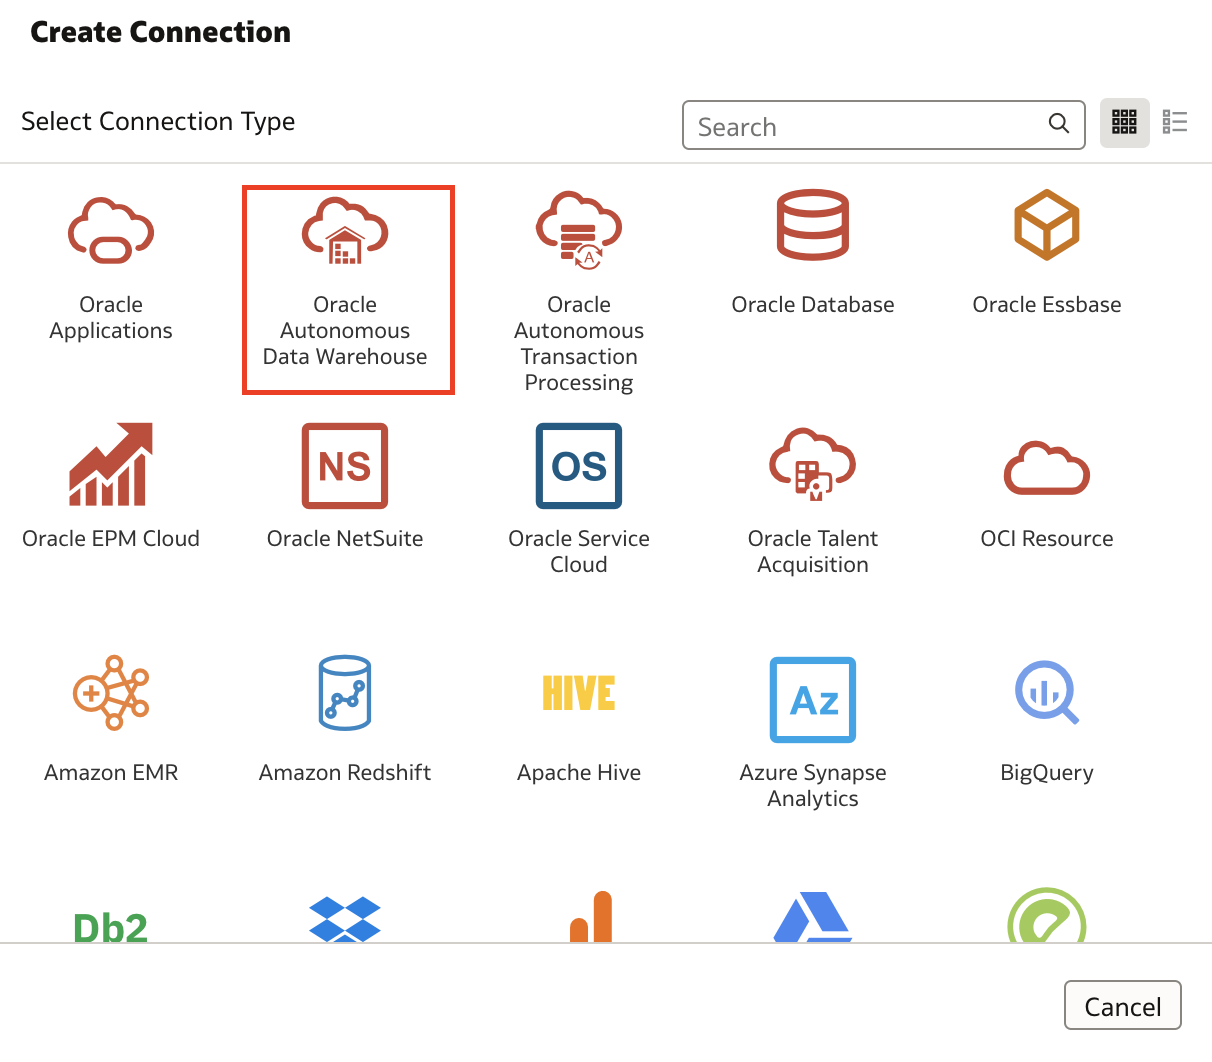 Create Connection
Select Connection Type
Search
Oracle
Applications
Oracle
Autonomous
Data Warehouse
A
Oracle
Autonomous
Transaction
Processing
Oracle Database
Oracle Essbase
Oracle EPM Cloud
NS
Oracle NetSuite
OS
Oracle Service
Cloud
Oracle Talent
Acquisition
OCI Resource
Amazon EMR
Amazon Redshift
HIVE
Apache Hive
Az
Azure Synapse
Analytics
BigQuery
Db2
Cancel